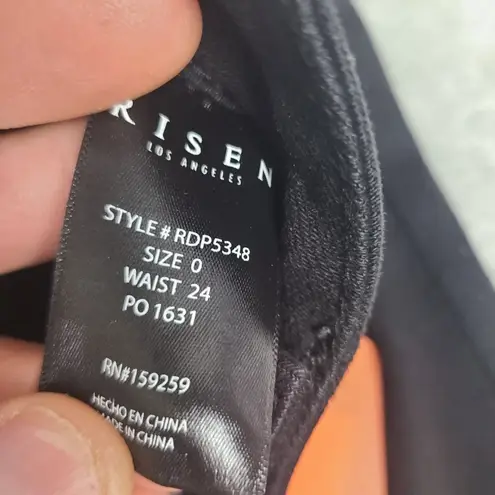 RISEN
LOS ANGELES
STYLE # RDP5348
SIZE 0
WAIST 24
PO 1631
RN#159259
HECHO EN CHINA
MADE IN CHINA